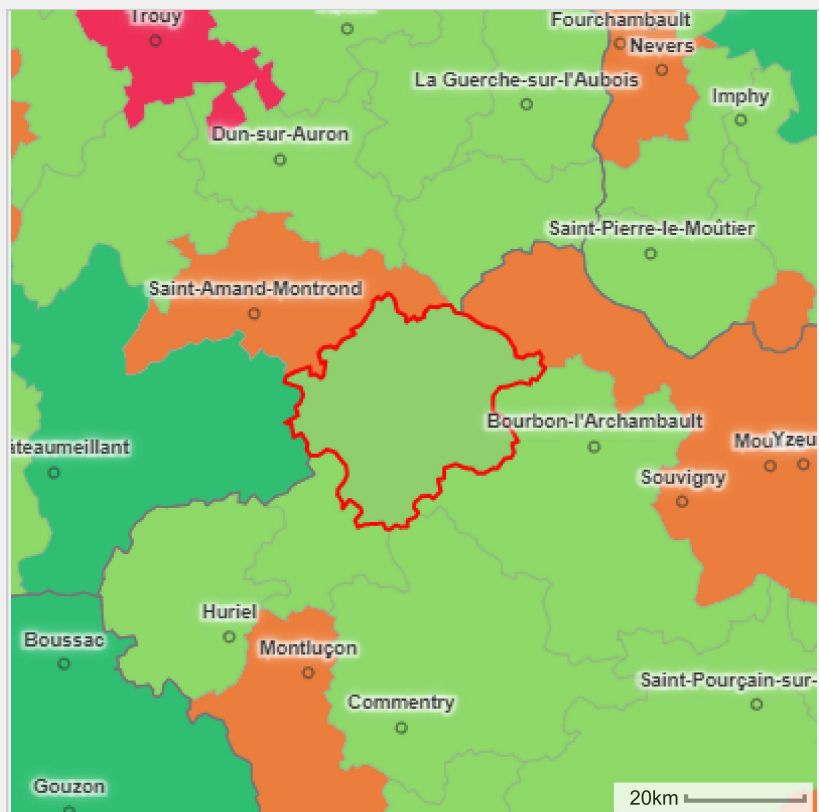 Trouy
Fourchambault
Nevers
La Guerche-sur-l'Aubois
Imphy
Dun-sur-Auron
Saint-Pierre-le-Moûtier
Saint-Amand-Montrond
Bourbon-l'Archambault
âteaumeillant
Mou
Yzeu
Souvigny
Huriel
Boussac
Montluçon
Saint-Pourçain-sur-
Commentry
Gouzon
20km